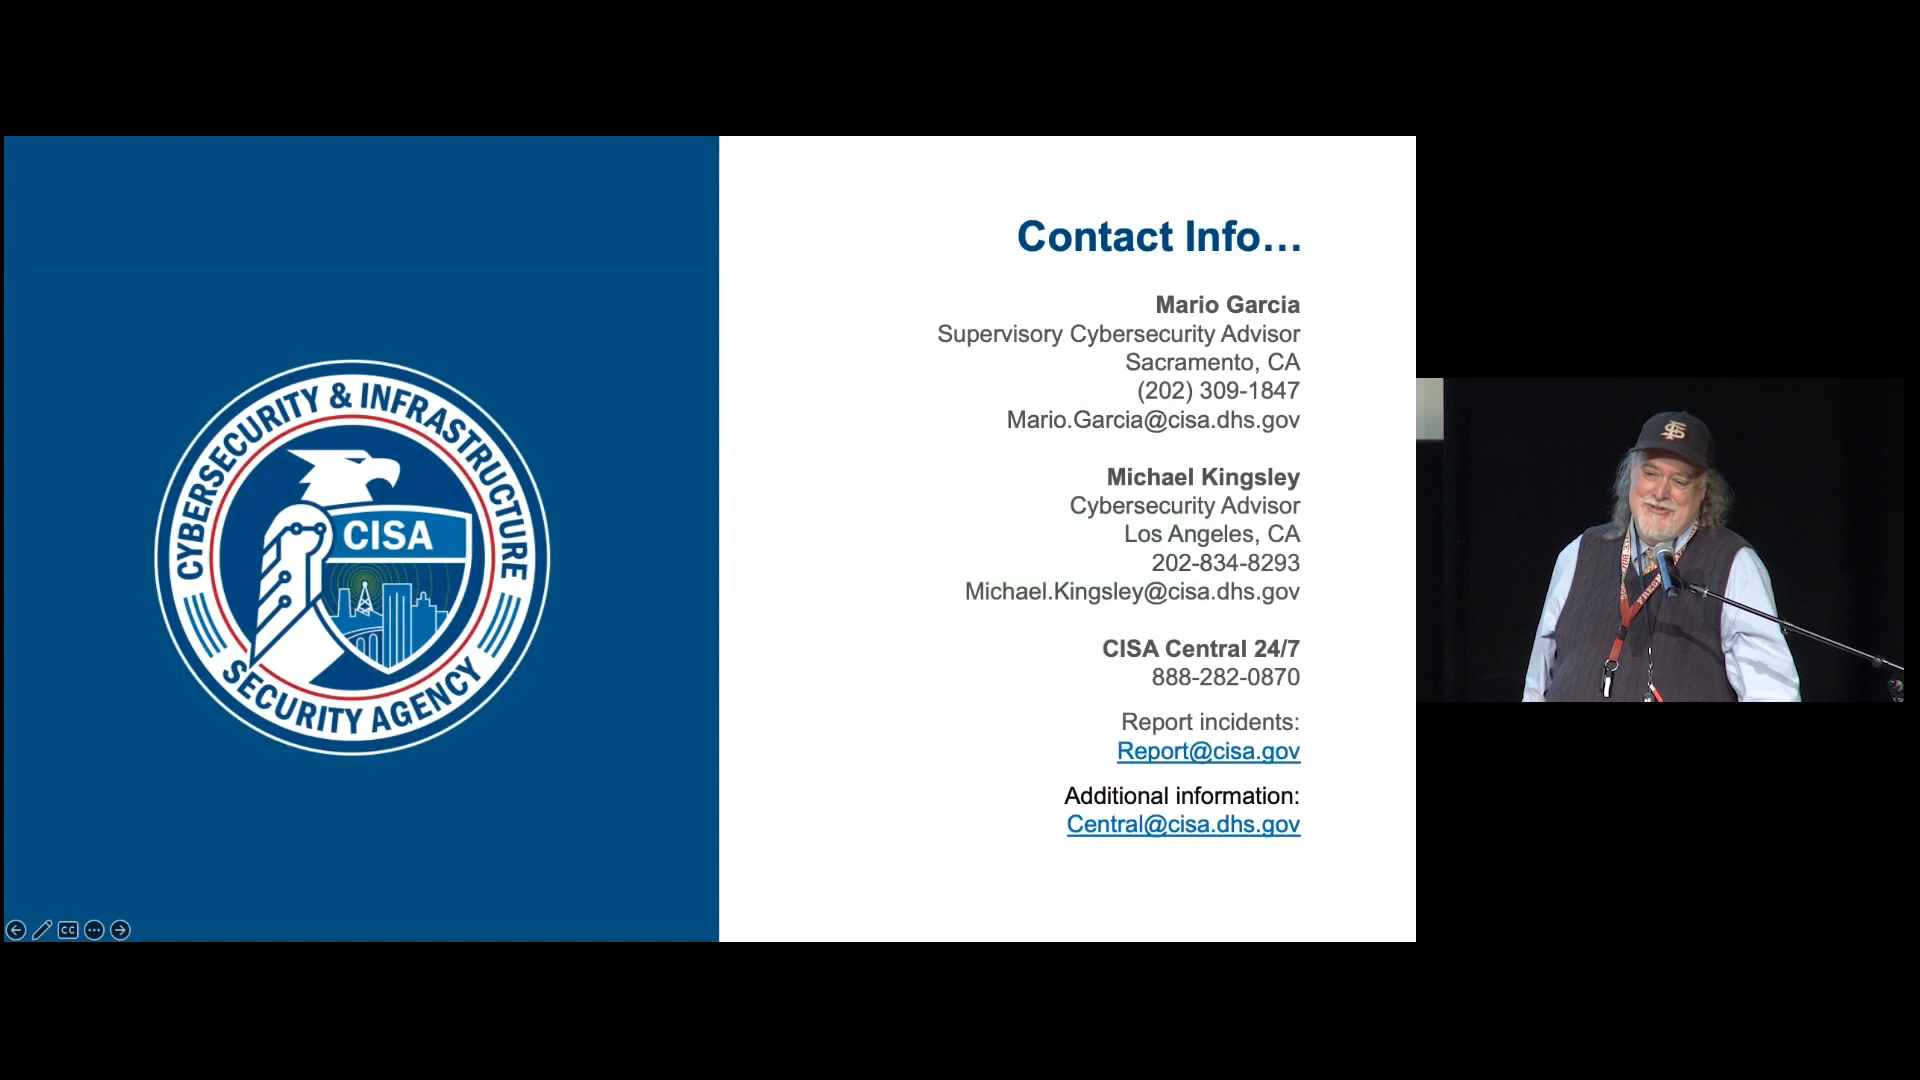 Contact Info…
Mario Garcia
Supervisory Cybersecurity Advisor
Sacramento, CA
(202) 309-1847
Mario.Garcia@cisa.dhs.gov
Michael Kingsley
Cybersecurity Advisor
Los Angeles, CA
202-834-8293
Michael.Kingsley@cisa.dhs.gov
CISA Central 24/7
888-282-0870
Report incidents:
Report@cisa.gov
Additional information:
Central@cisa.dhs.gov
CYBERSECURITY & INFRASTRUCTURE
SECURITY AGENCY
CISA
CC
FS